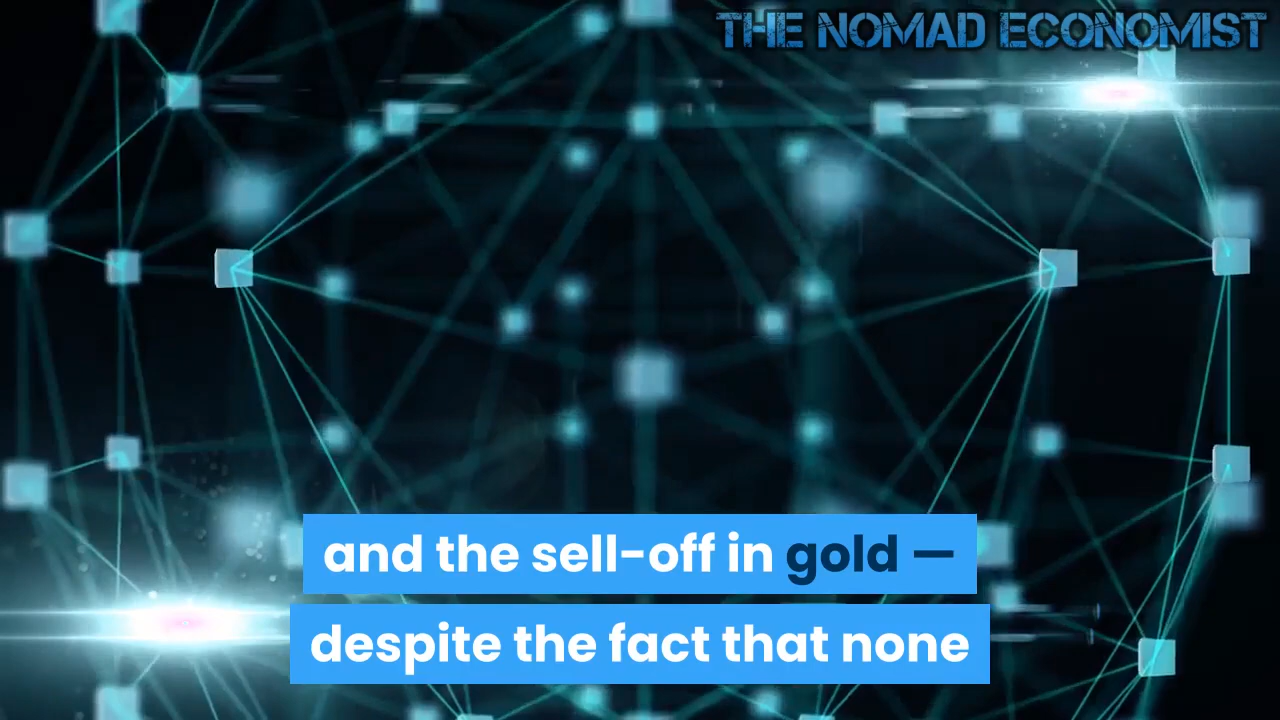 THE NOMAD ECONOMIST
and the sell-off in gold —
despite the fact that none